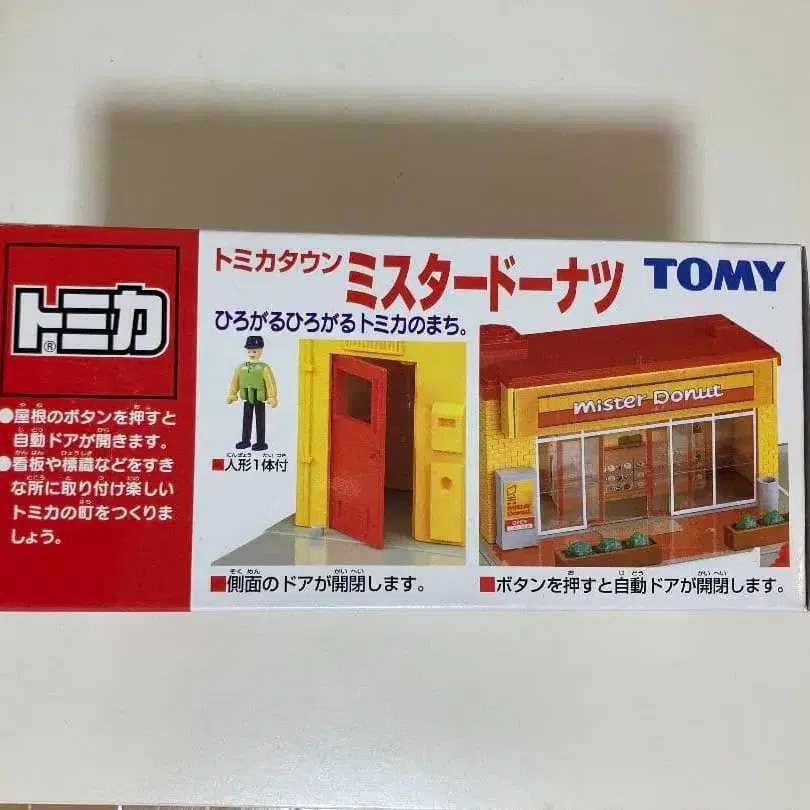 トミカ®
●屋根のボタンを押すと
自動ドアが開きます。
●看板や標識などをすき
な所に取り付け楽しい
トミカの町をつくりま
しょう。
トミカタウン ミスタードーナツ TOMY
ひろがるひろがるトミカのまち。
■人形1体付
■側面のドアが開閉します。
mister Donut
mister Donut
OPEN
■ボタンを押すと自動ドアが開閉します。